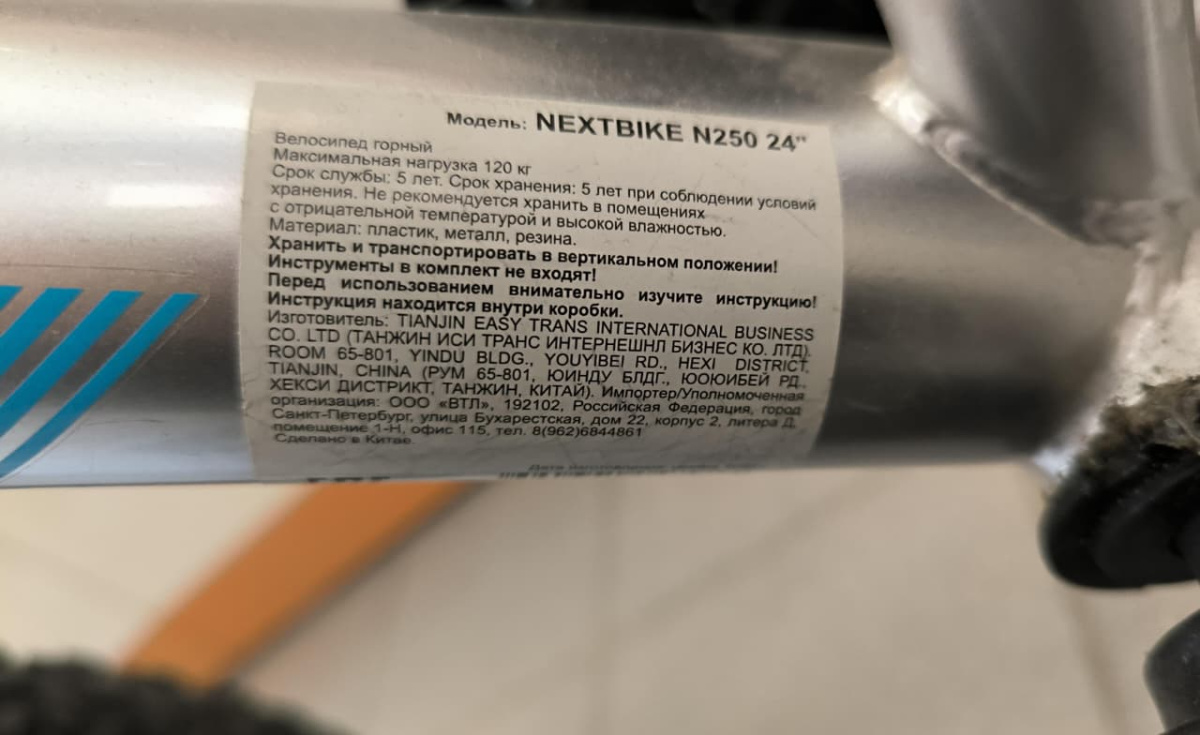 Модель: NEXTBIKE N250 24"
Велосипед горный
Максимальная нагрузка 120 кг
Срок службы: 5 лет. Срок хранения: 5 лет при соблюдении условий
хранения. Не рекомендуется хранить в помещениях
с отрицательной температурой и высокой влажностью.
Материал: пластик, металл, резина.
Хранить и транспортировать в вертикальном положении!
Инструменты в комплект не входят!
Перед использованием внимательно изучите инструкцию!
Инструкция находится внутри коробки.
Изготовитель: TIANJIN EASY TRANS INTERNATIONAL BUSINESS
CO. LTD (ТАНЖИН ИСИ ТРАНС ИНТЕРНЕШНЛ БИЗНЕС КО. ЛТД).
ROOM 65-801, YINDU BLDG., YOUYIBEI RD., HEXI DISTRICT,
TIANJIN, CHINA (РУМ 65-801, ЮИНДУ БЛДГ., ЮОЮИБЕЙ РД.,
ХЕКСИ ДИСТРИКТ, ТАНЖИН, КИТАЙ). Импортер/Уполномоченная
организация: ООО «ВТЛ», 192102, Российская Федерация, город
Санкт-Петербург, улица Бухарестская, дом 22, корпус 2, литера Д,
помещение 1-Н, офис 115, тел. 8(962)6844861
Сделано в Китае